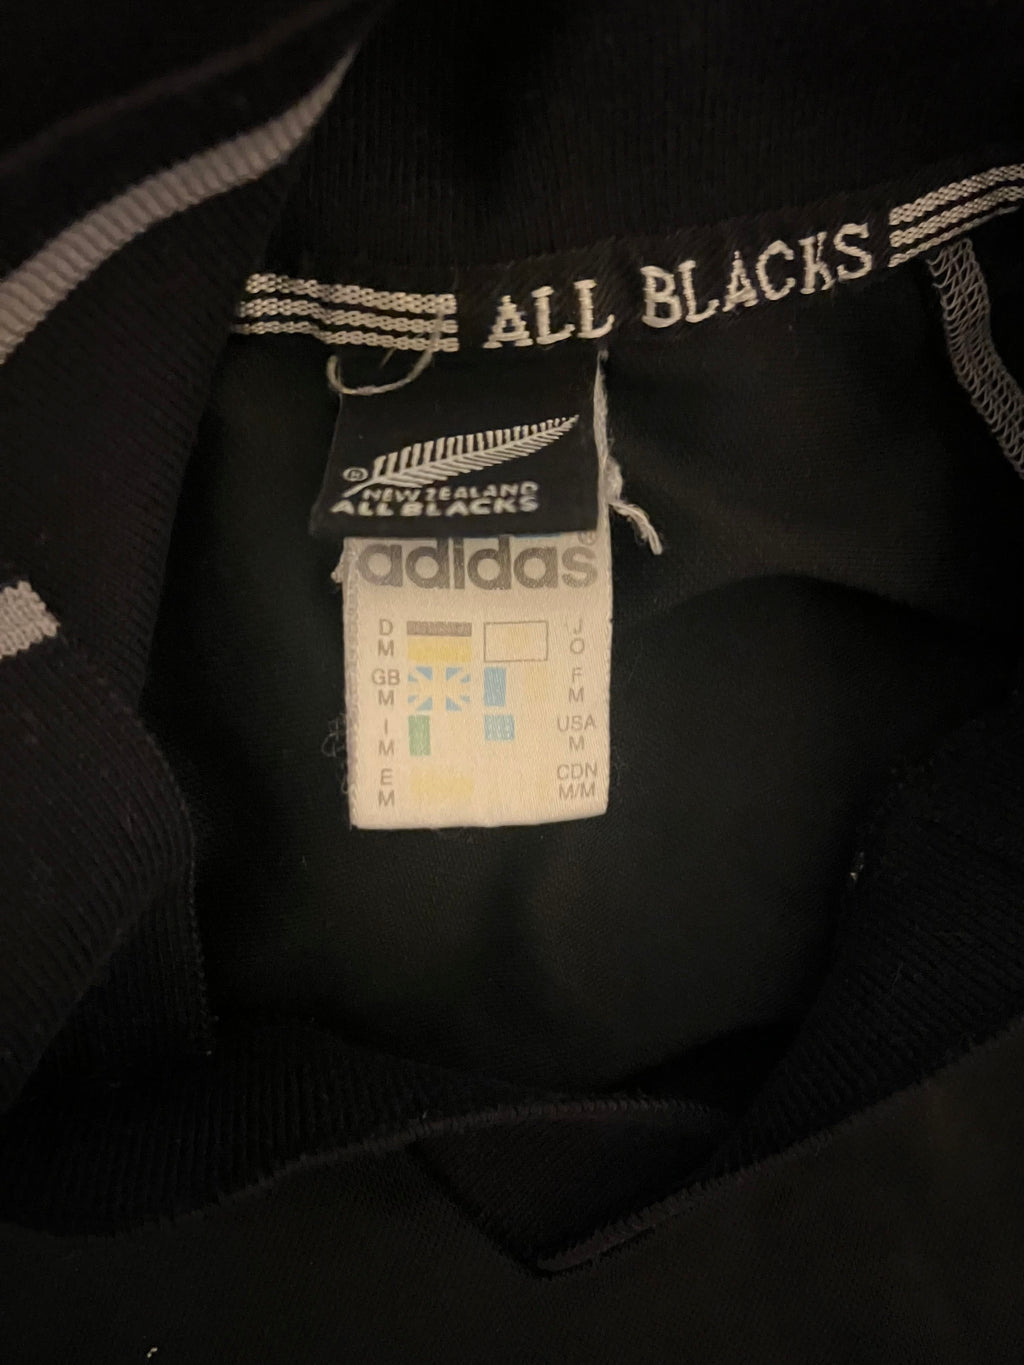 ALL BLACKS
®
NEW ZEALAND
ALL BLACKS
adidas®
D
M
J
O
GB
M
F
M
I
M
USA
M
E
M
CDN
M/M